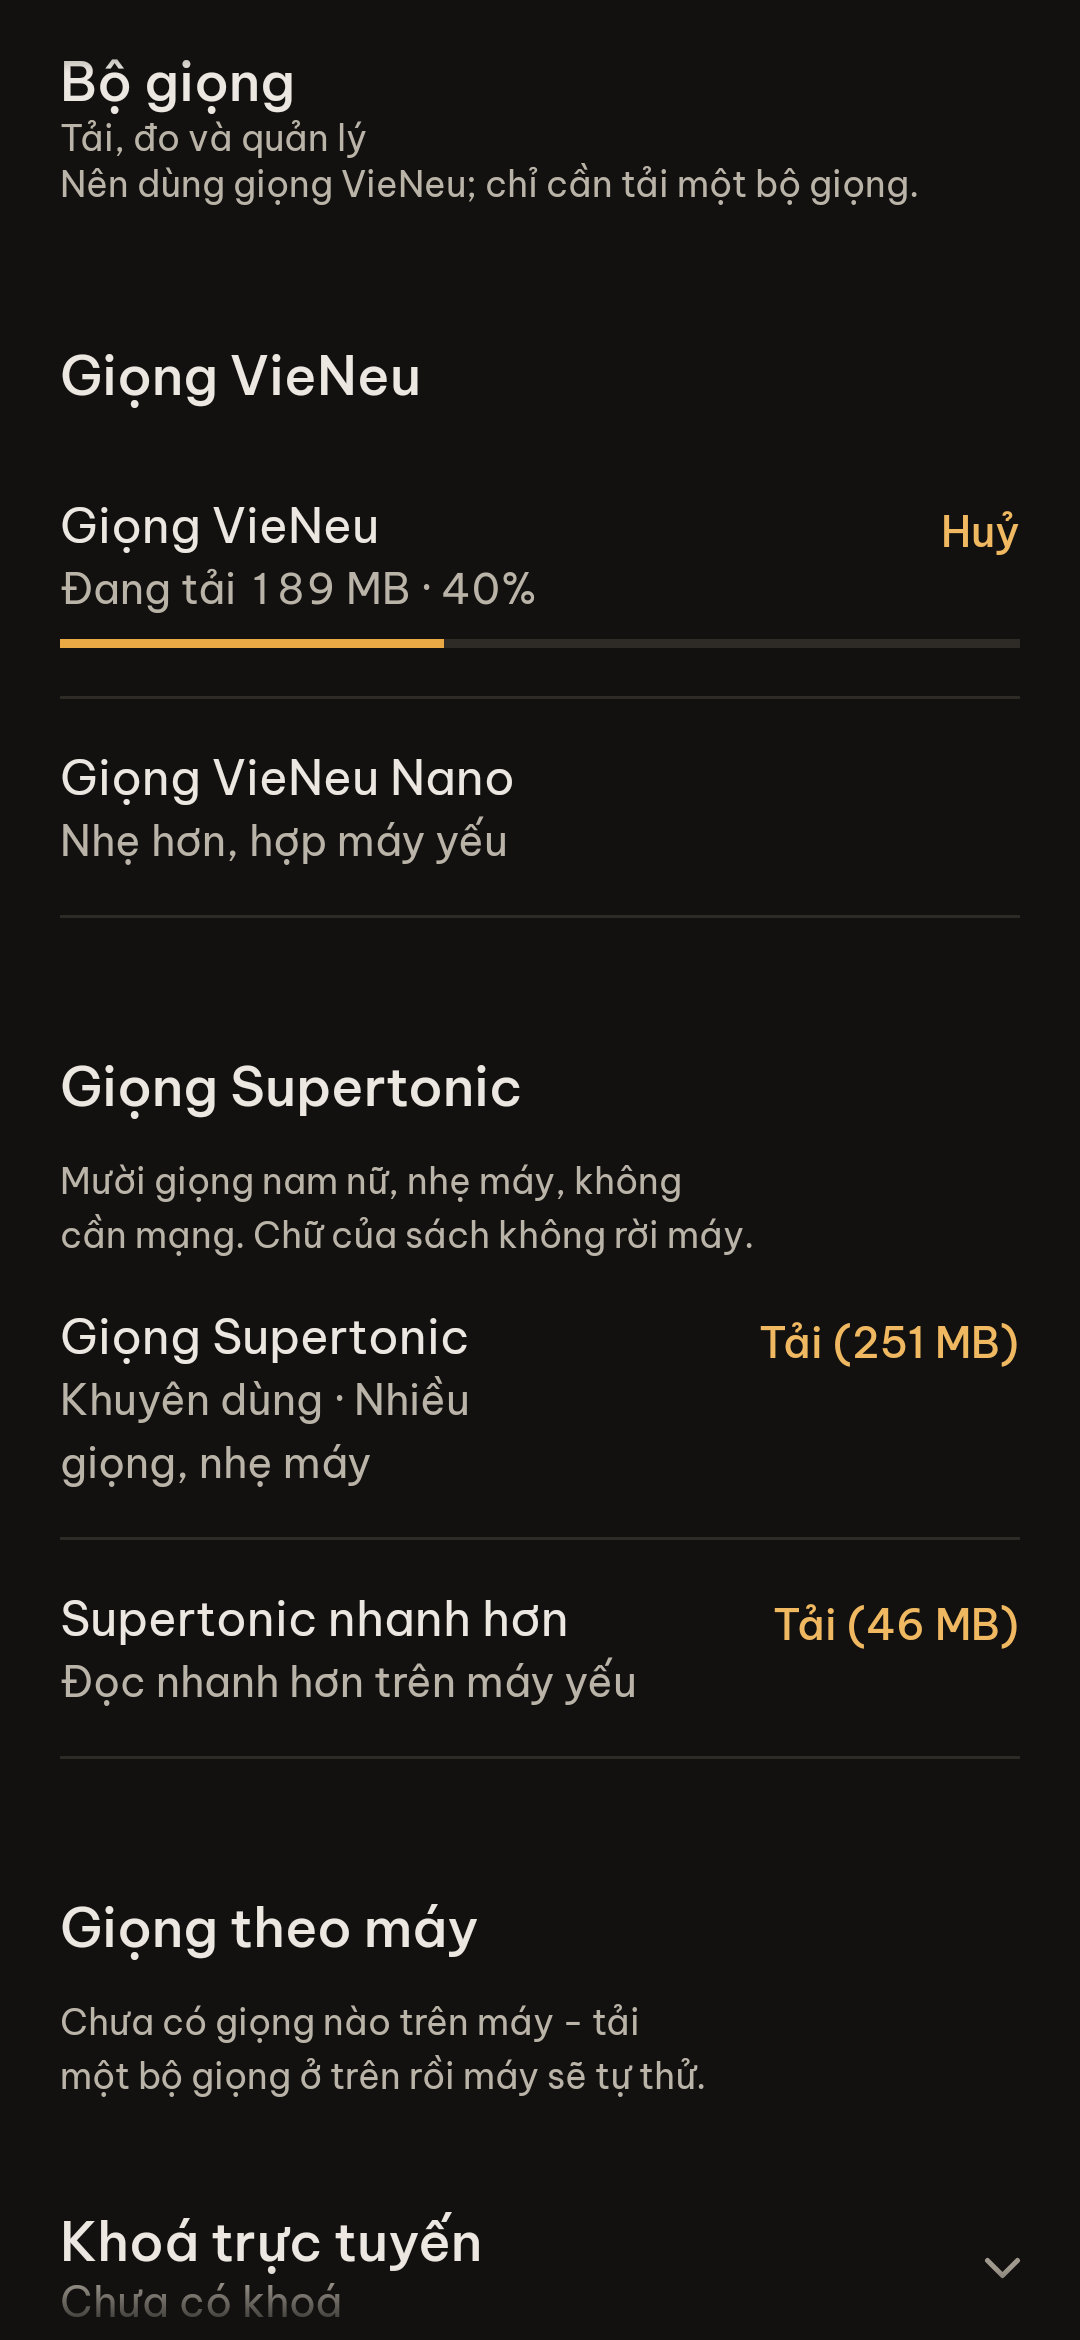 Bộ giọng
Tải, đo và quản lý
Nên dùng giọng VieNeu; chỉ cần tải một bộ giọng.
Giọng VieNeu
Giọng VieNeu
Huỷ
Đang tải 189 MB · 40%
Giọng VieNeu Nano
Nhẹ hơn, hợp máy yếu
Giọng Supertonic
Mười giọng nam nữ, nhẹ máy, không
cần mạng. Chữ của sách không rời máy.
Giọng Supertonic
Tải (251 MB)
Khuyên dùng · Nhiều
giọng, nhẹ máy
Supertonic nhanh hơn
Tải (46 MB)
Đọc nhanh hơn trên máy yếu
Giọng theo máy
Chưa có giọng nào trên máy – tải
một bộ giọng ở trên rồi máy sẽ tự thử.
Khoá trực tuyến
Chưa có khoá